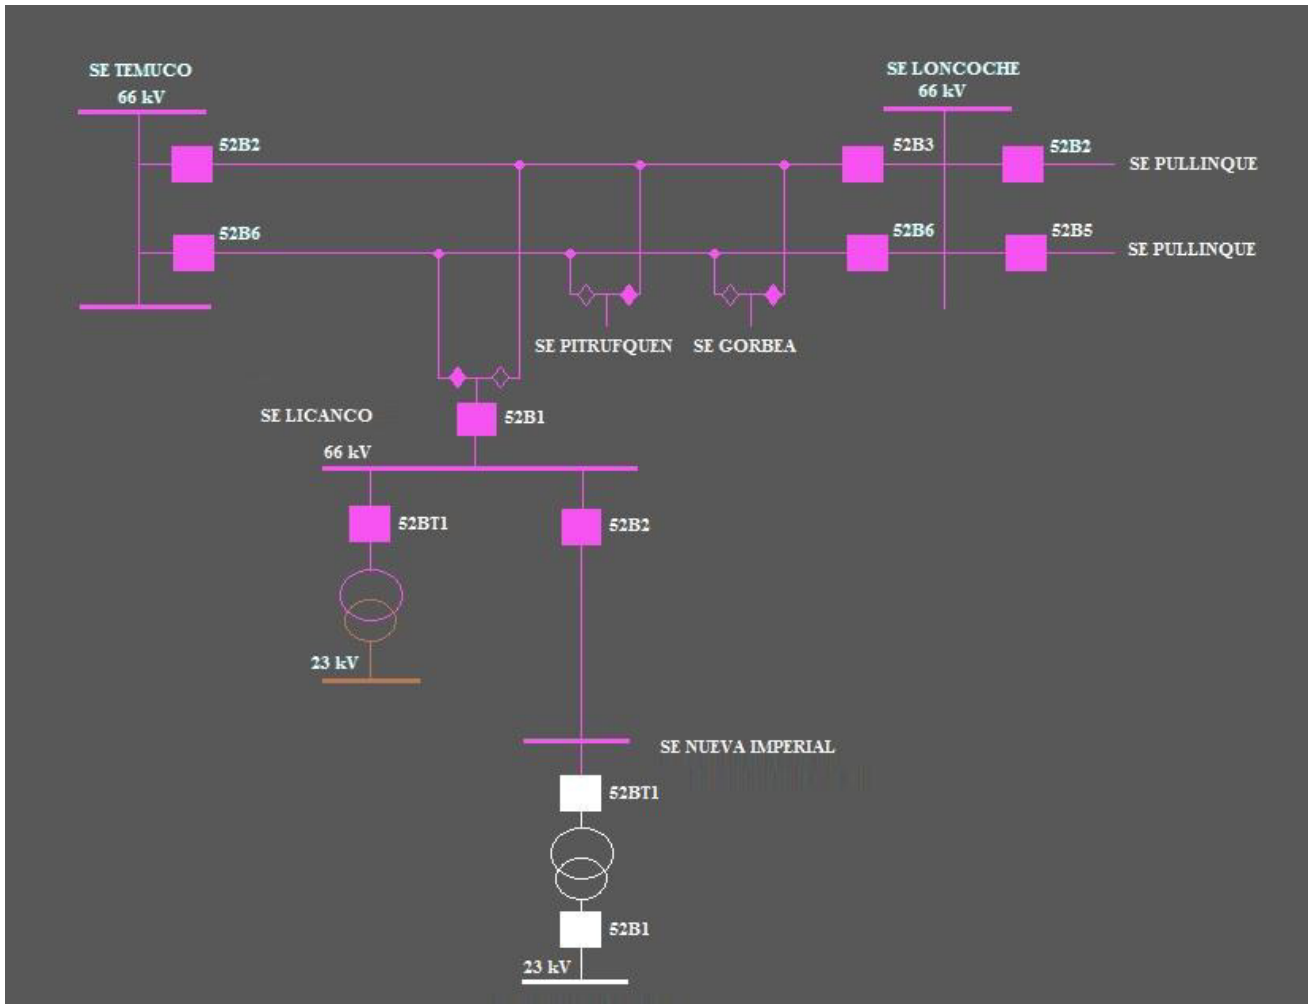 SE TEMUCO
66 kV
SE LONCOCHE
66 kV
52B2
52B3
52B2
SE PULLINQUE
52B6
52B6
52B5
SE PULLINQUE
SE PITRUFQUEN
SE GORBEA
SE LICANCO
52B1
66 kV
52BT1
52B2
23 kV
SE NUEVA IMPERIAL
52BT1
52B1
23 kV